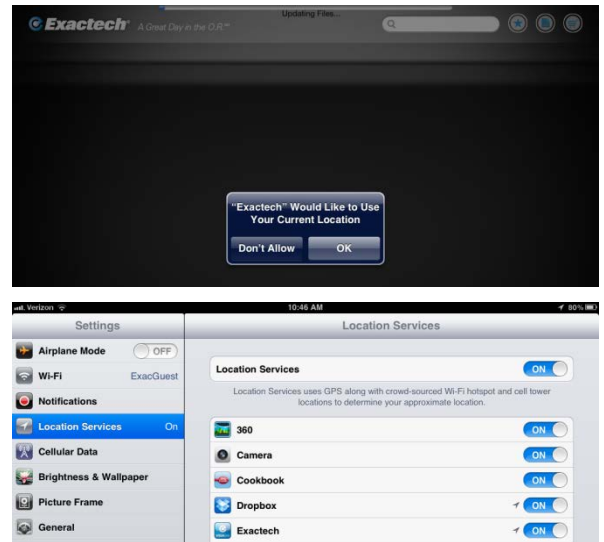 Updating Files...
Exactech® A Great Day in the O.R.™
"Exactech" Would Like to Use
Your Current Location
Don't Allow OK
Verizon 10:46 AM 80%
Settings Location Services
Airplane Mode OFF
Location Services ON
Wi-Fi ExacGuest
Location Services uses GPS along with crowd-sourced Wi-Fi hotspot and cell tower
locations to determine your approximate location.
Notifications
Location Services On
360 ON
Cellular Data
Camera ON
Brightness & Wallpaper
Cookbook ON
Picture Frame
Dropbox ON
General
Exactech ON